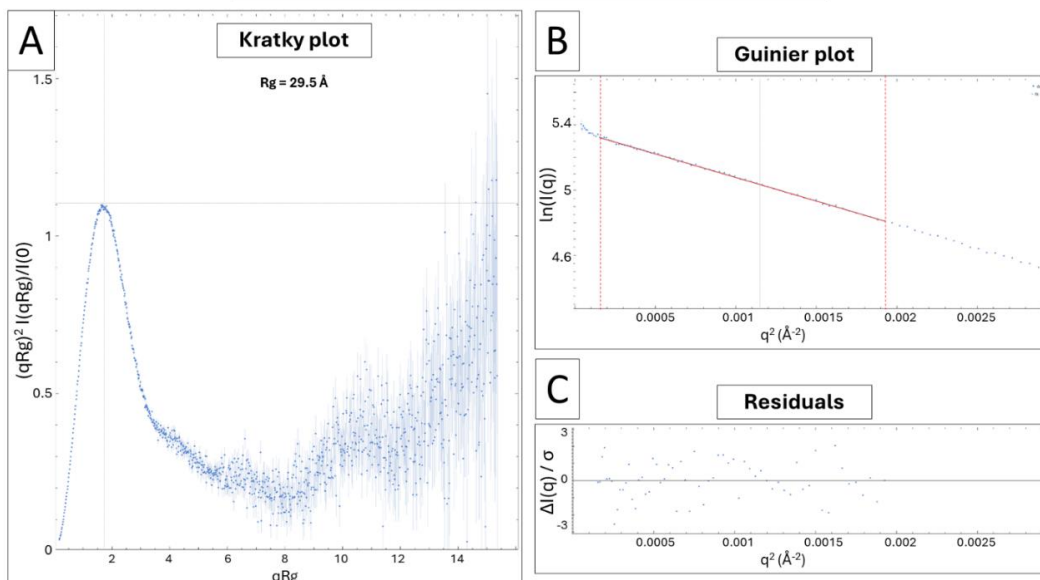 A
Kratky plot
Rg = 29.5 Å
1.5
1
0.5
0
(qRg)² I(qRg)/I(0)
2 4 6 8 10 12 14
qRg
B
Guinier plot
5.4
5
4.6
ln(I(q))
0.0005 0.001 0.0015 0.002 0.0025
q² (Å⁻²)
C
Residuals
3
0
-3
ΔI(q) / σ
0.0005 0.001 0.0015 0.002 0.0025
q² (Å⁻²)